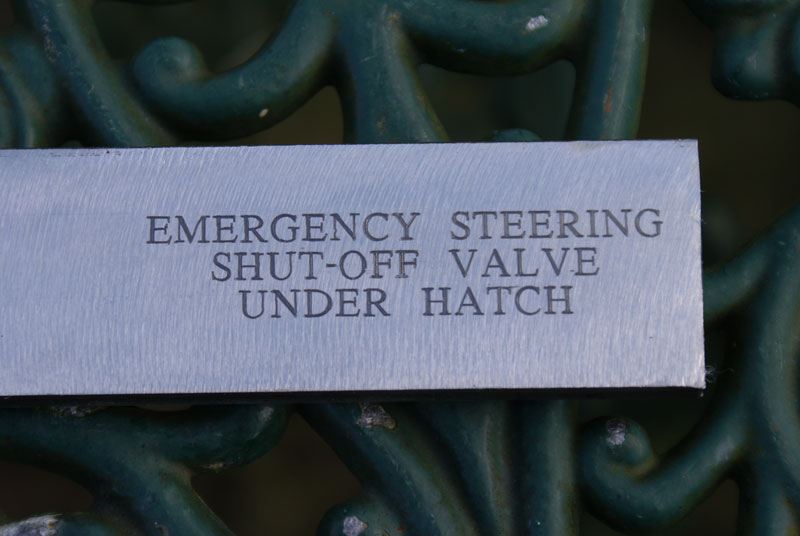 EMERGENCY STEERING
SHUT-OFF VALVE
UNDER HATCH